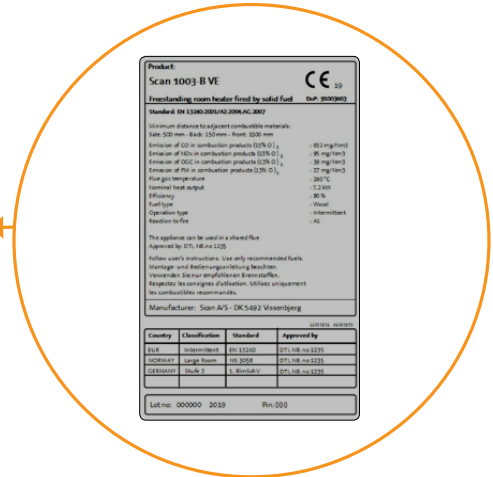 Product:
Scan 1003-B VE
CE 19
Freestanding room heater fired by solid fuel DoP: 91003603
Standard: EN 13240:2001/A2:2004/AC:2007
Minimum distance to adjacent combustible materials:
Side: 500 mm - Back: 150 mm - Front: 1500 mm
Emission of CO in combustion products (13% O ) 2 : 832 mg/Nm3
Emission of NOx in combustion products (13% O ) 2 : 95 mg/Nm3
Emission of OGC in combustion products (13% O ) 2 : 39 mg/Nm3
Emission of PM in combustion products (13% O ) 2 : 27 mg/Nm3
Flue gas temperature : 260 °C
Nominal heat output : 7,2 kW
Efficiency : 80 %
Fuel type : Wood
Operation type : Intermittent
Reaction to fire : A1
The appliance can be used in a shared flue
Approved by: DTI, NB.no 1235
Follow user's instructions. Use only recommended fuels.
Montage- und Bedienungsanleitung beachten.
Verwenden Sie nur empfohlenen Brennstoffen.
Respectez les consignes d'utilisation. Utilisez uniquement
les combustibles recommandés.
Manufacturer: Scan A/S - DK 5492 Vissenbjerg
Country Classification Standard Approved by
EUR Intermittent EN 13240 DTI, NB.no 1235
NORWAY Large Room NS 3058 DTI, NB.no 1235
GERMANY Stufe 2 1. BImSchV DTI, NB.no 1235
Lot no: 000000 2019 Pin: 000